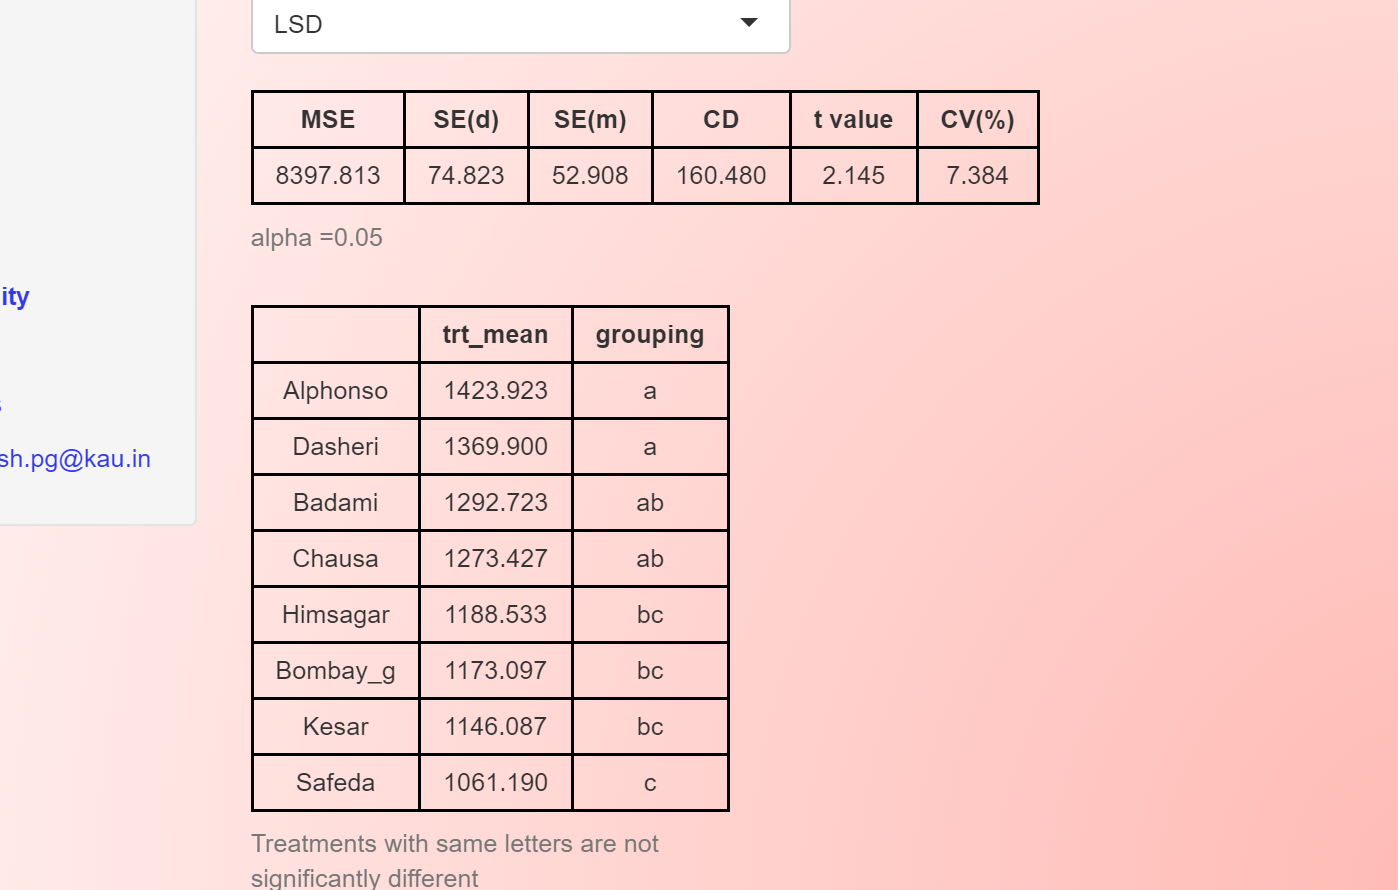 LSD
MSE SE(d) SE(m) CD t value CV(%)
8397.813 74.823 52.908 160.480 2.145 7.384
alpha =0.05
ity
trt_mean grouping
Alphonso 1423.923 a
Dasheri 1369.900 a
sh.pg@kau.in
Badami 1292.723 ab
Chausa 1273.427 ab
Himsagar 1188.533 bc
Bombay_g 1173.097 bc
Kesar 1146.087 bc
Safeda 1061.190 c
Treatments with same letters are not
significantly different